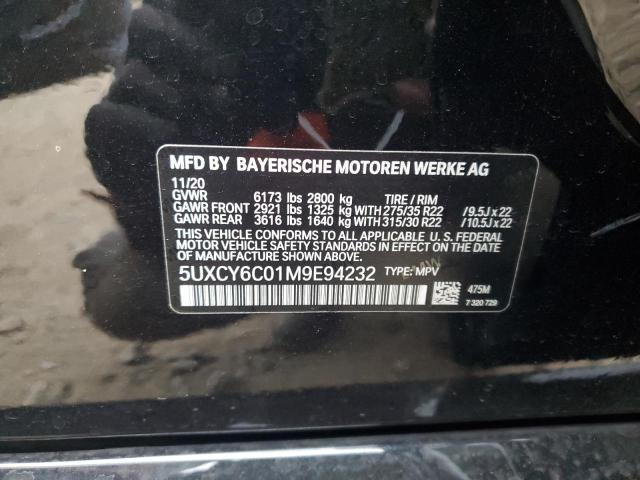 MFD BY BAYERISCHE MOTOREN WERKE AG
11/20
GVWR 6173 lbs 2800 kg TIRE / RIM
GAWR FRONT 2921 lbs 1325 kg WITH 275/35 R22 /9.5J x 22
GAWR REAR 3616 lbs 1640 kg WITH 315/30 R22 /10.5J x 22
THIS VEHICLE CONFORMS TO ALL APPLICABLE U.S. FEDERAL
MOTOR VEHICLE SAFETY STANDARDS IN EFFECT ON THE DATE
OF MANUFACTURE SHOWN ABOVE.
5UXCY6C01M9E94232 TYPE: MPV
475M
7 320 729